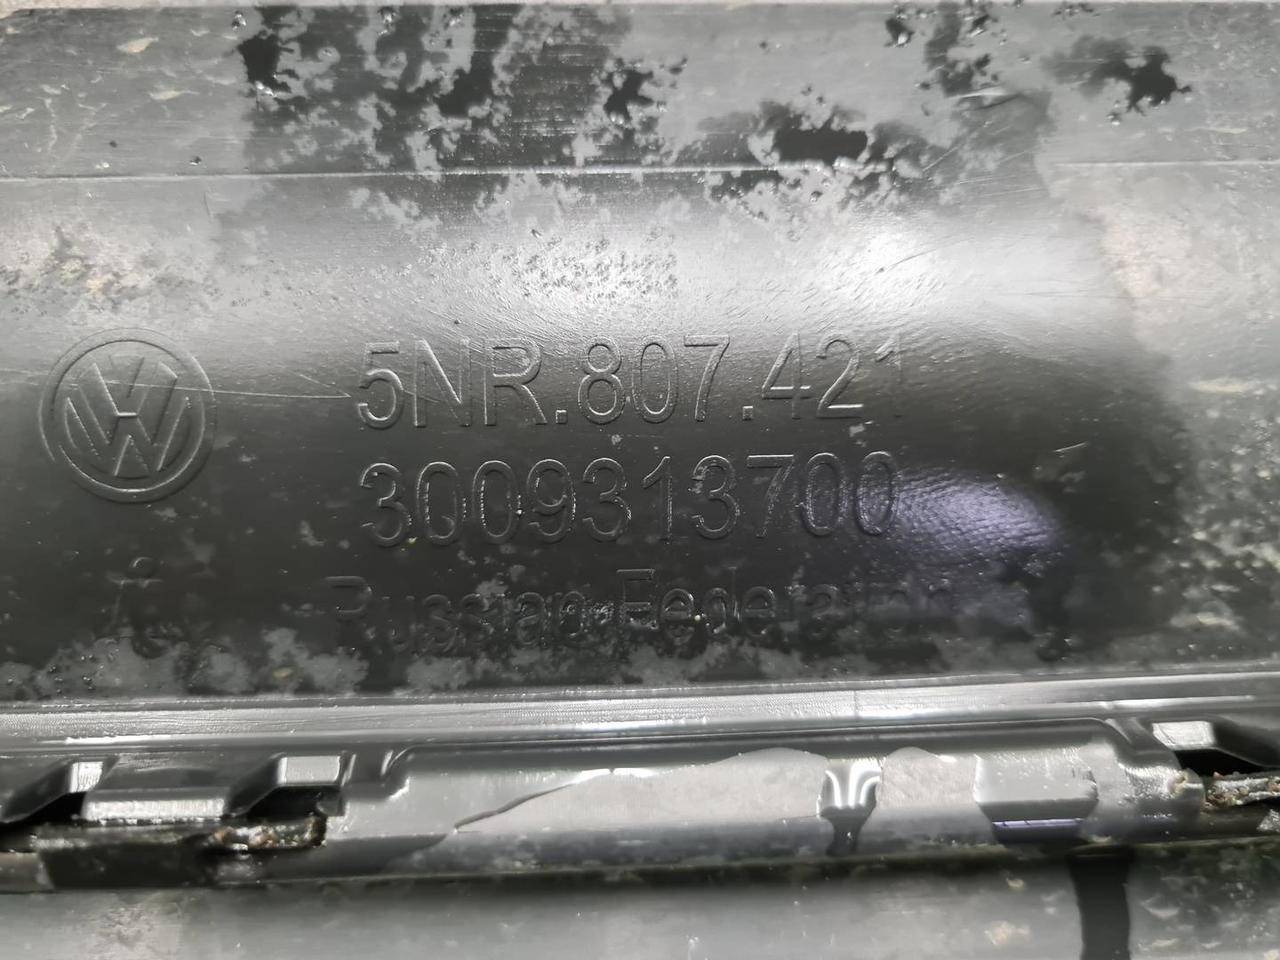 5NR.807.421
3009313700
Russian Federation